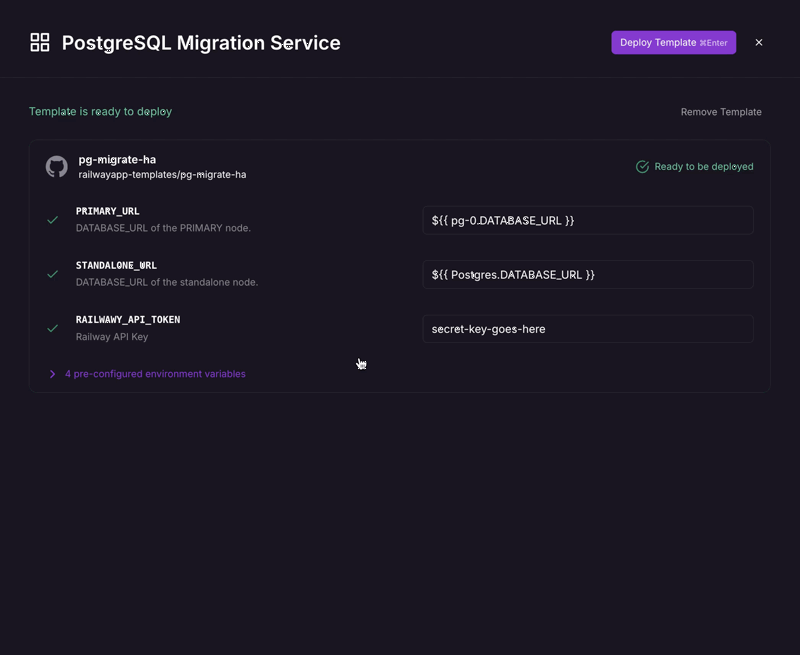 PostgreSQL Migration Service
Deploy Template ⌘Enter
Template is ready to deploy
Remove Template
pg-migrate-ha
railwayapp-templates/pg-migrate-ha
Ready to be deployed
PRIMARY_URL
DATABASE_URL of the PRIMARY node.
${{ pg-0.DATABASE_URL }}
STANDALONE_URL
DATABASE_URL of the standalone node.
${{ Postgres.DATABASE_URL }}
RAILWAWY_API_TOKEN
Railway API Key
secret-key-goes-here
4 pre-configured environment variables